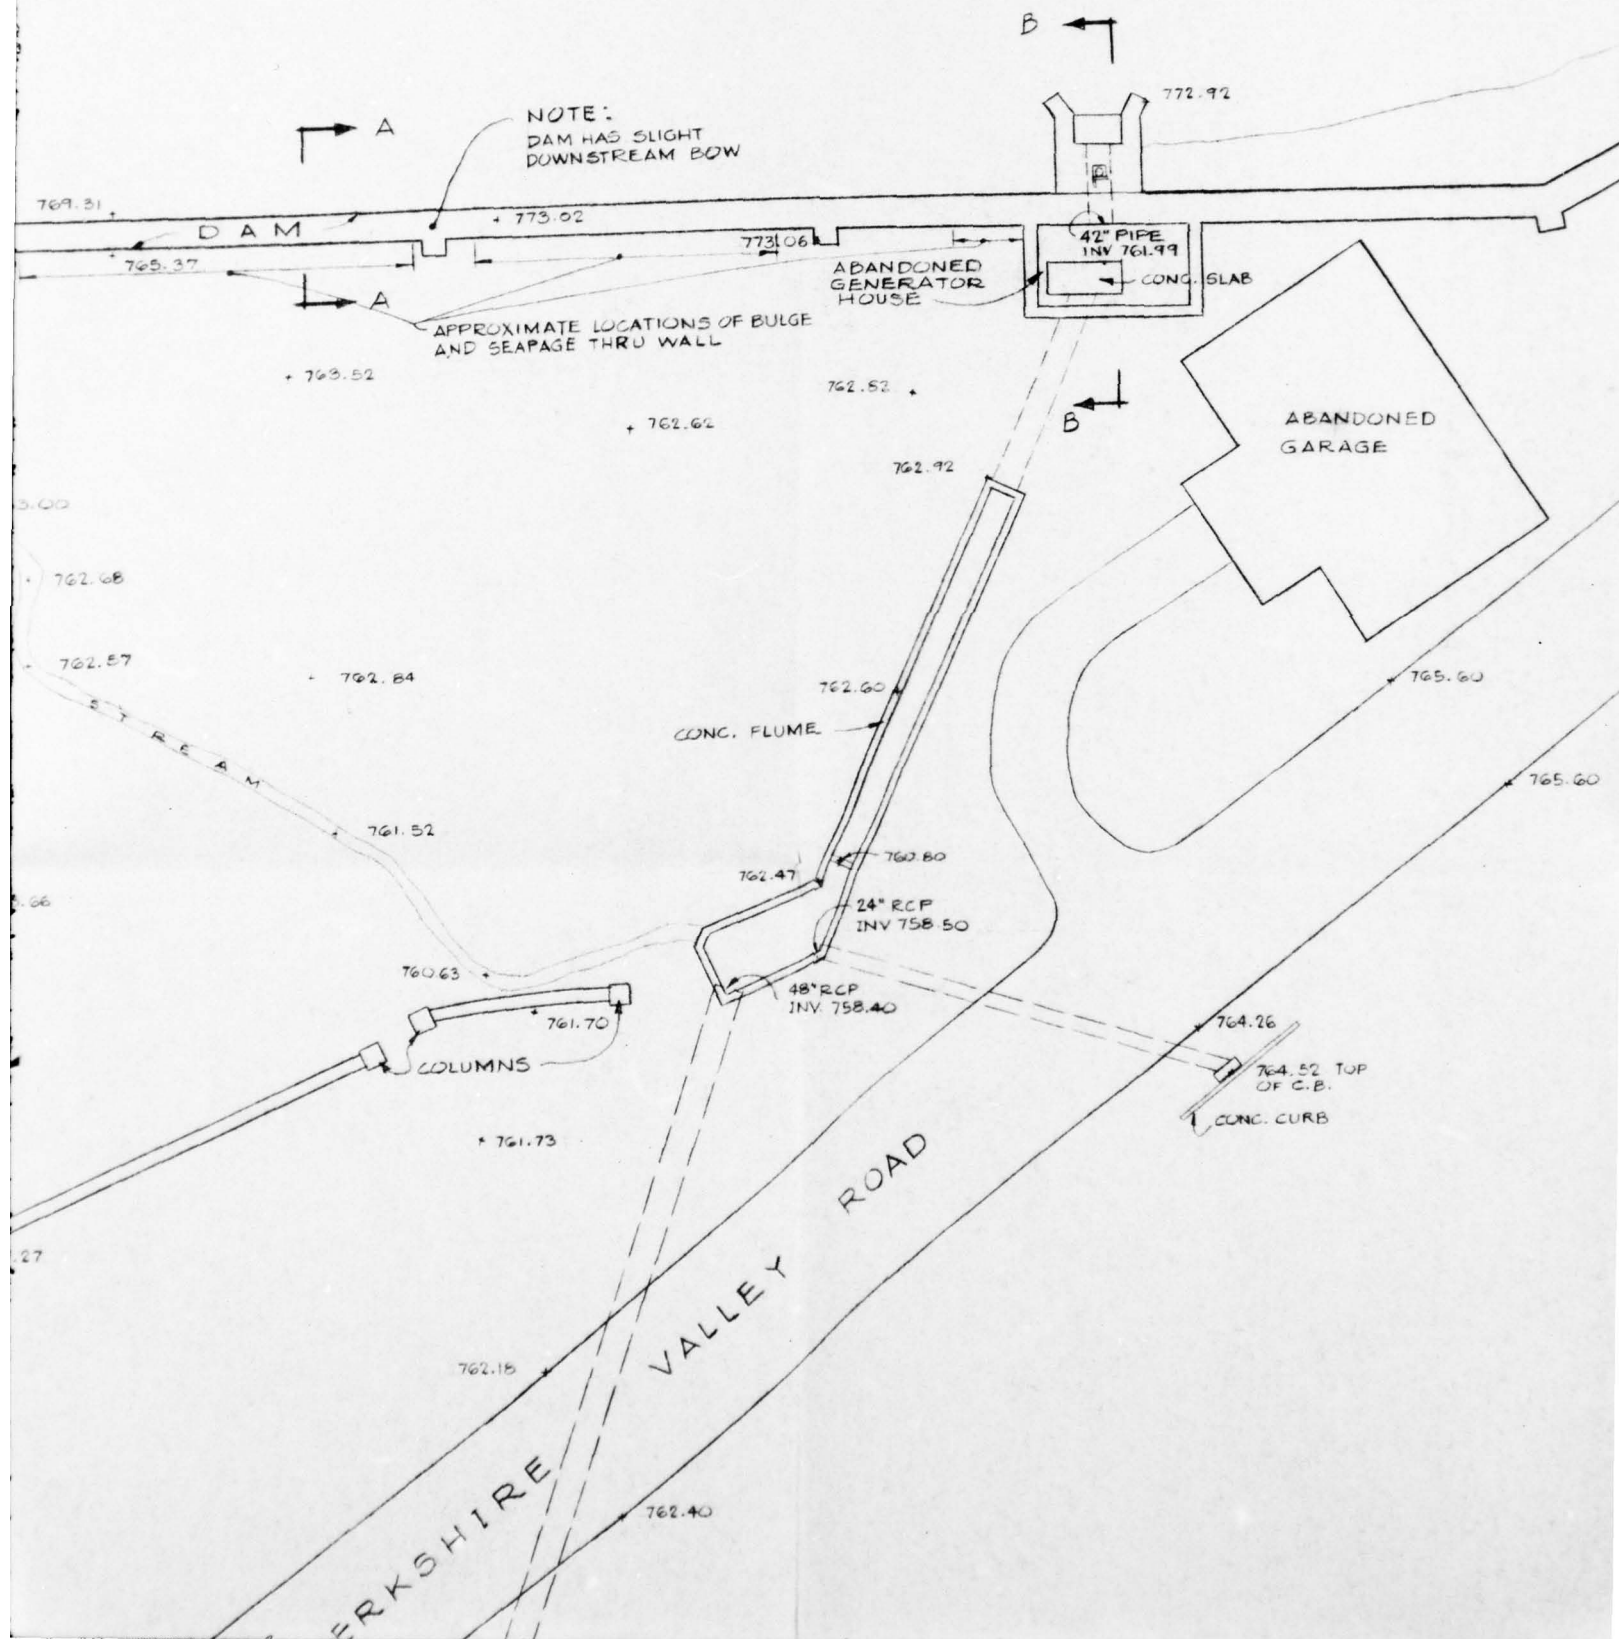 B
772.92
A
NOTE:
DAM HAS SLIGHT
DOWNSTREAM BOW
769.31
DAM
773.02
773.06
765.37
42" PIPE
INV 761.99
ABANDONED
GENERATOR
HOUSE
CONC. SLAB
A
APPROXIMATE LOCATIONS OF BULGE
AND SEAPAGE THRU WALL
763.52
762.52
762.62
B
ABANDONED
GARAGE
762.92
3.00
762.68
762.57
762.84
STREAM
762.60
CONC. FLUME
765.60
765.60
761.52
760.80
762.47
24" RCP
INV 758.50
760.63
48" RCP
INV. 758.40
761.70
COLUMNS
764.26
764.52 TOP
OF C.B.
CONC. CURB
761.73
.27
762.18
762.40
ERKSHIRE VALLEY ROAD